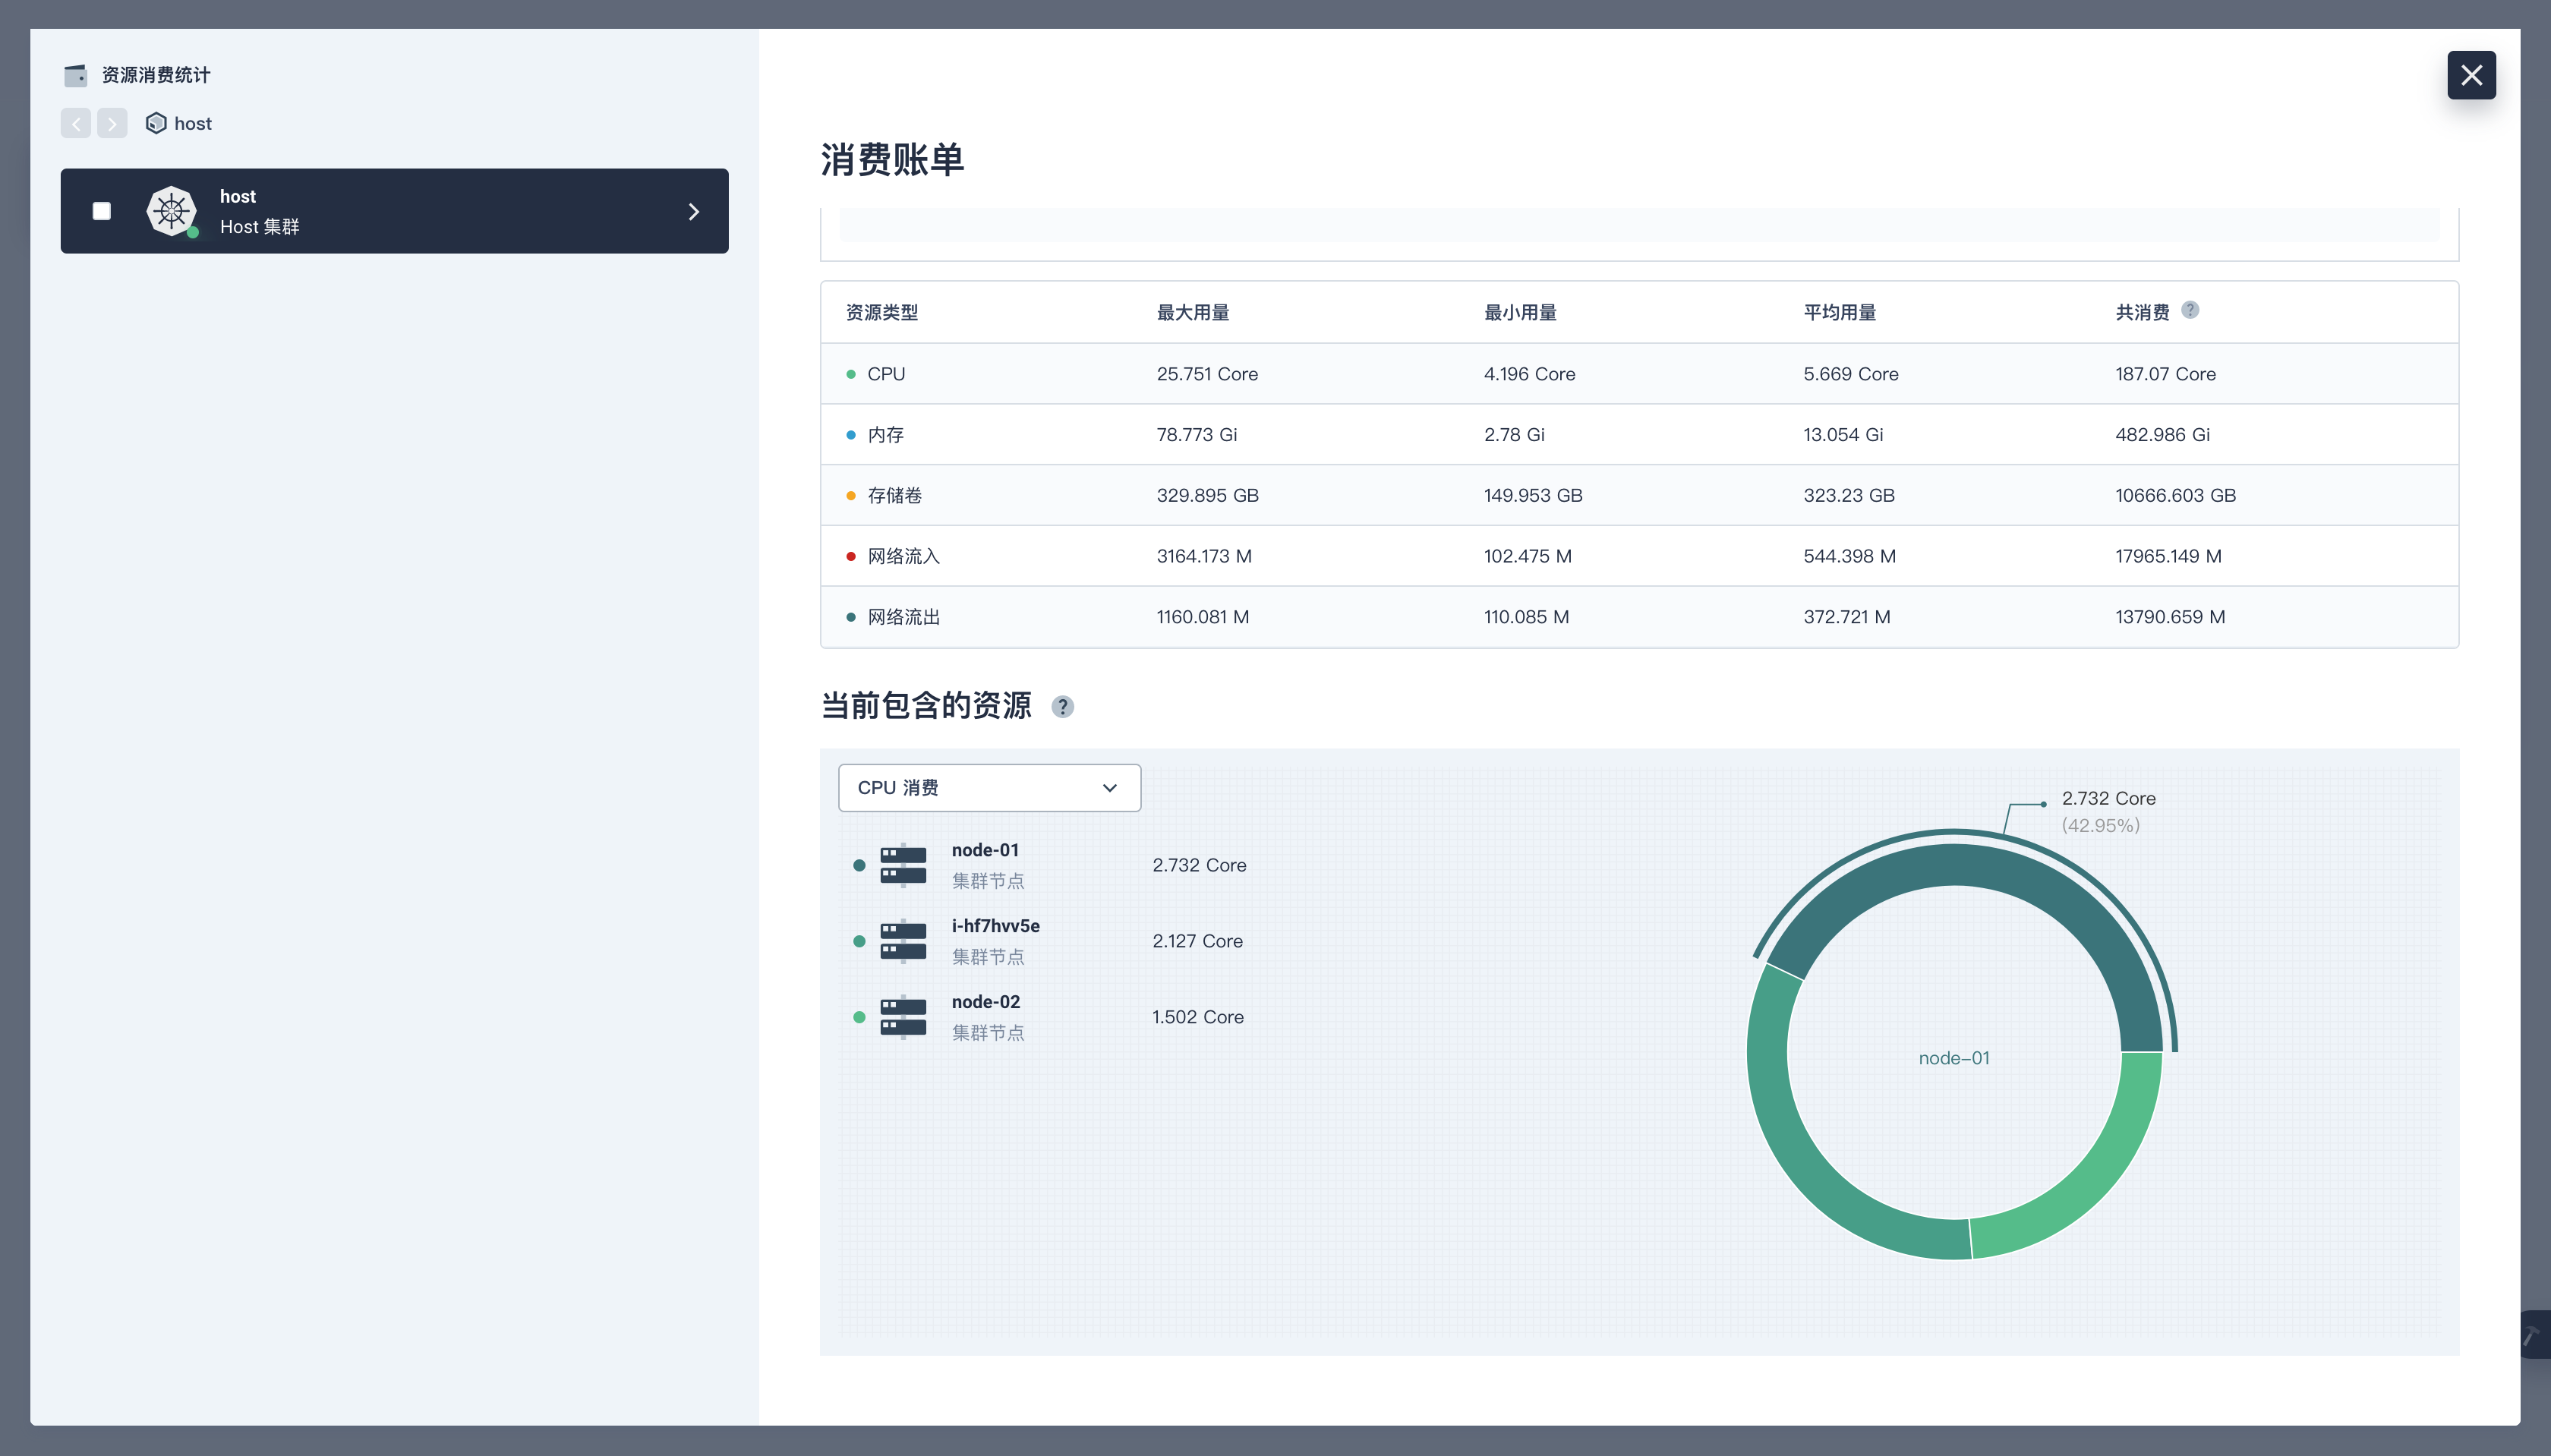 资源消费统计
host
host
Host 集群
消费账单
资源类型 最大用量 最小用量 平均用量 共消费 ?
CPU 25.751 Core 4.196 Core 5.669 Core 187.07 Core
内存 78.773 Gi 2.78 Gi 13.054 Gi 482.986 Gi
存储卷 329.895 GB 149.953 GB 323.23 GB 10666.603 GB
网络流入 3164.173 M 102.475 M 544.398 M 17965.149 M
网络流出 1160.081 M 110.085 M 372.721 M 13790.659 M
当前包含的资源 ?
CPU 消费
node-01
集群节点
2.732 Core
i-hf7hvv5e
集群节点
2.127 Core
node-02
集群节点
1.502 Core
2.732 Core
(42.95%)
node-01